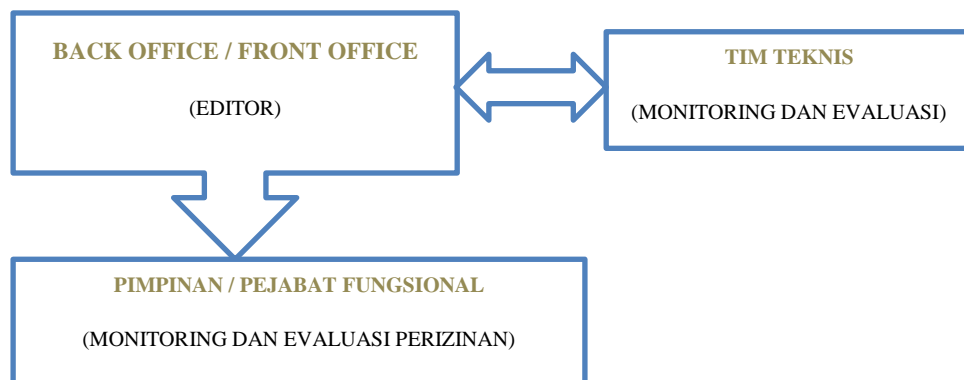 BACK OFFICE / FRONT OFFICE
(EDITOR)
TIM TEKNIS
(MONITORING DAN EVALUASI)
PIMPINAN / PEJABAT FUNGSIONAL
(MONITORING DAN EVALUASI PERIZINAN)